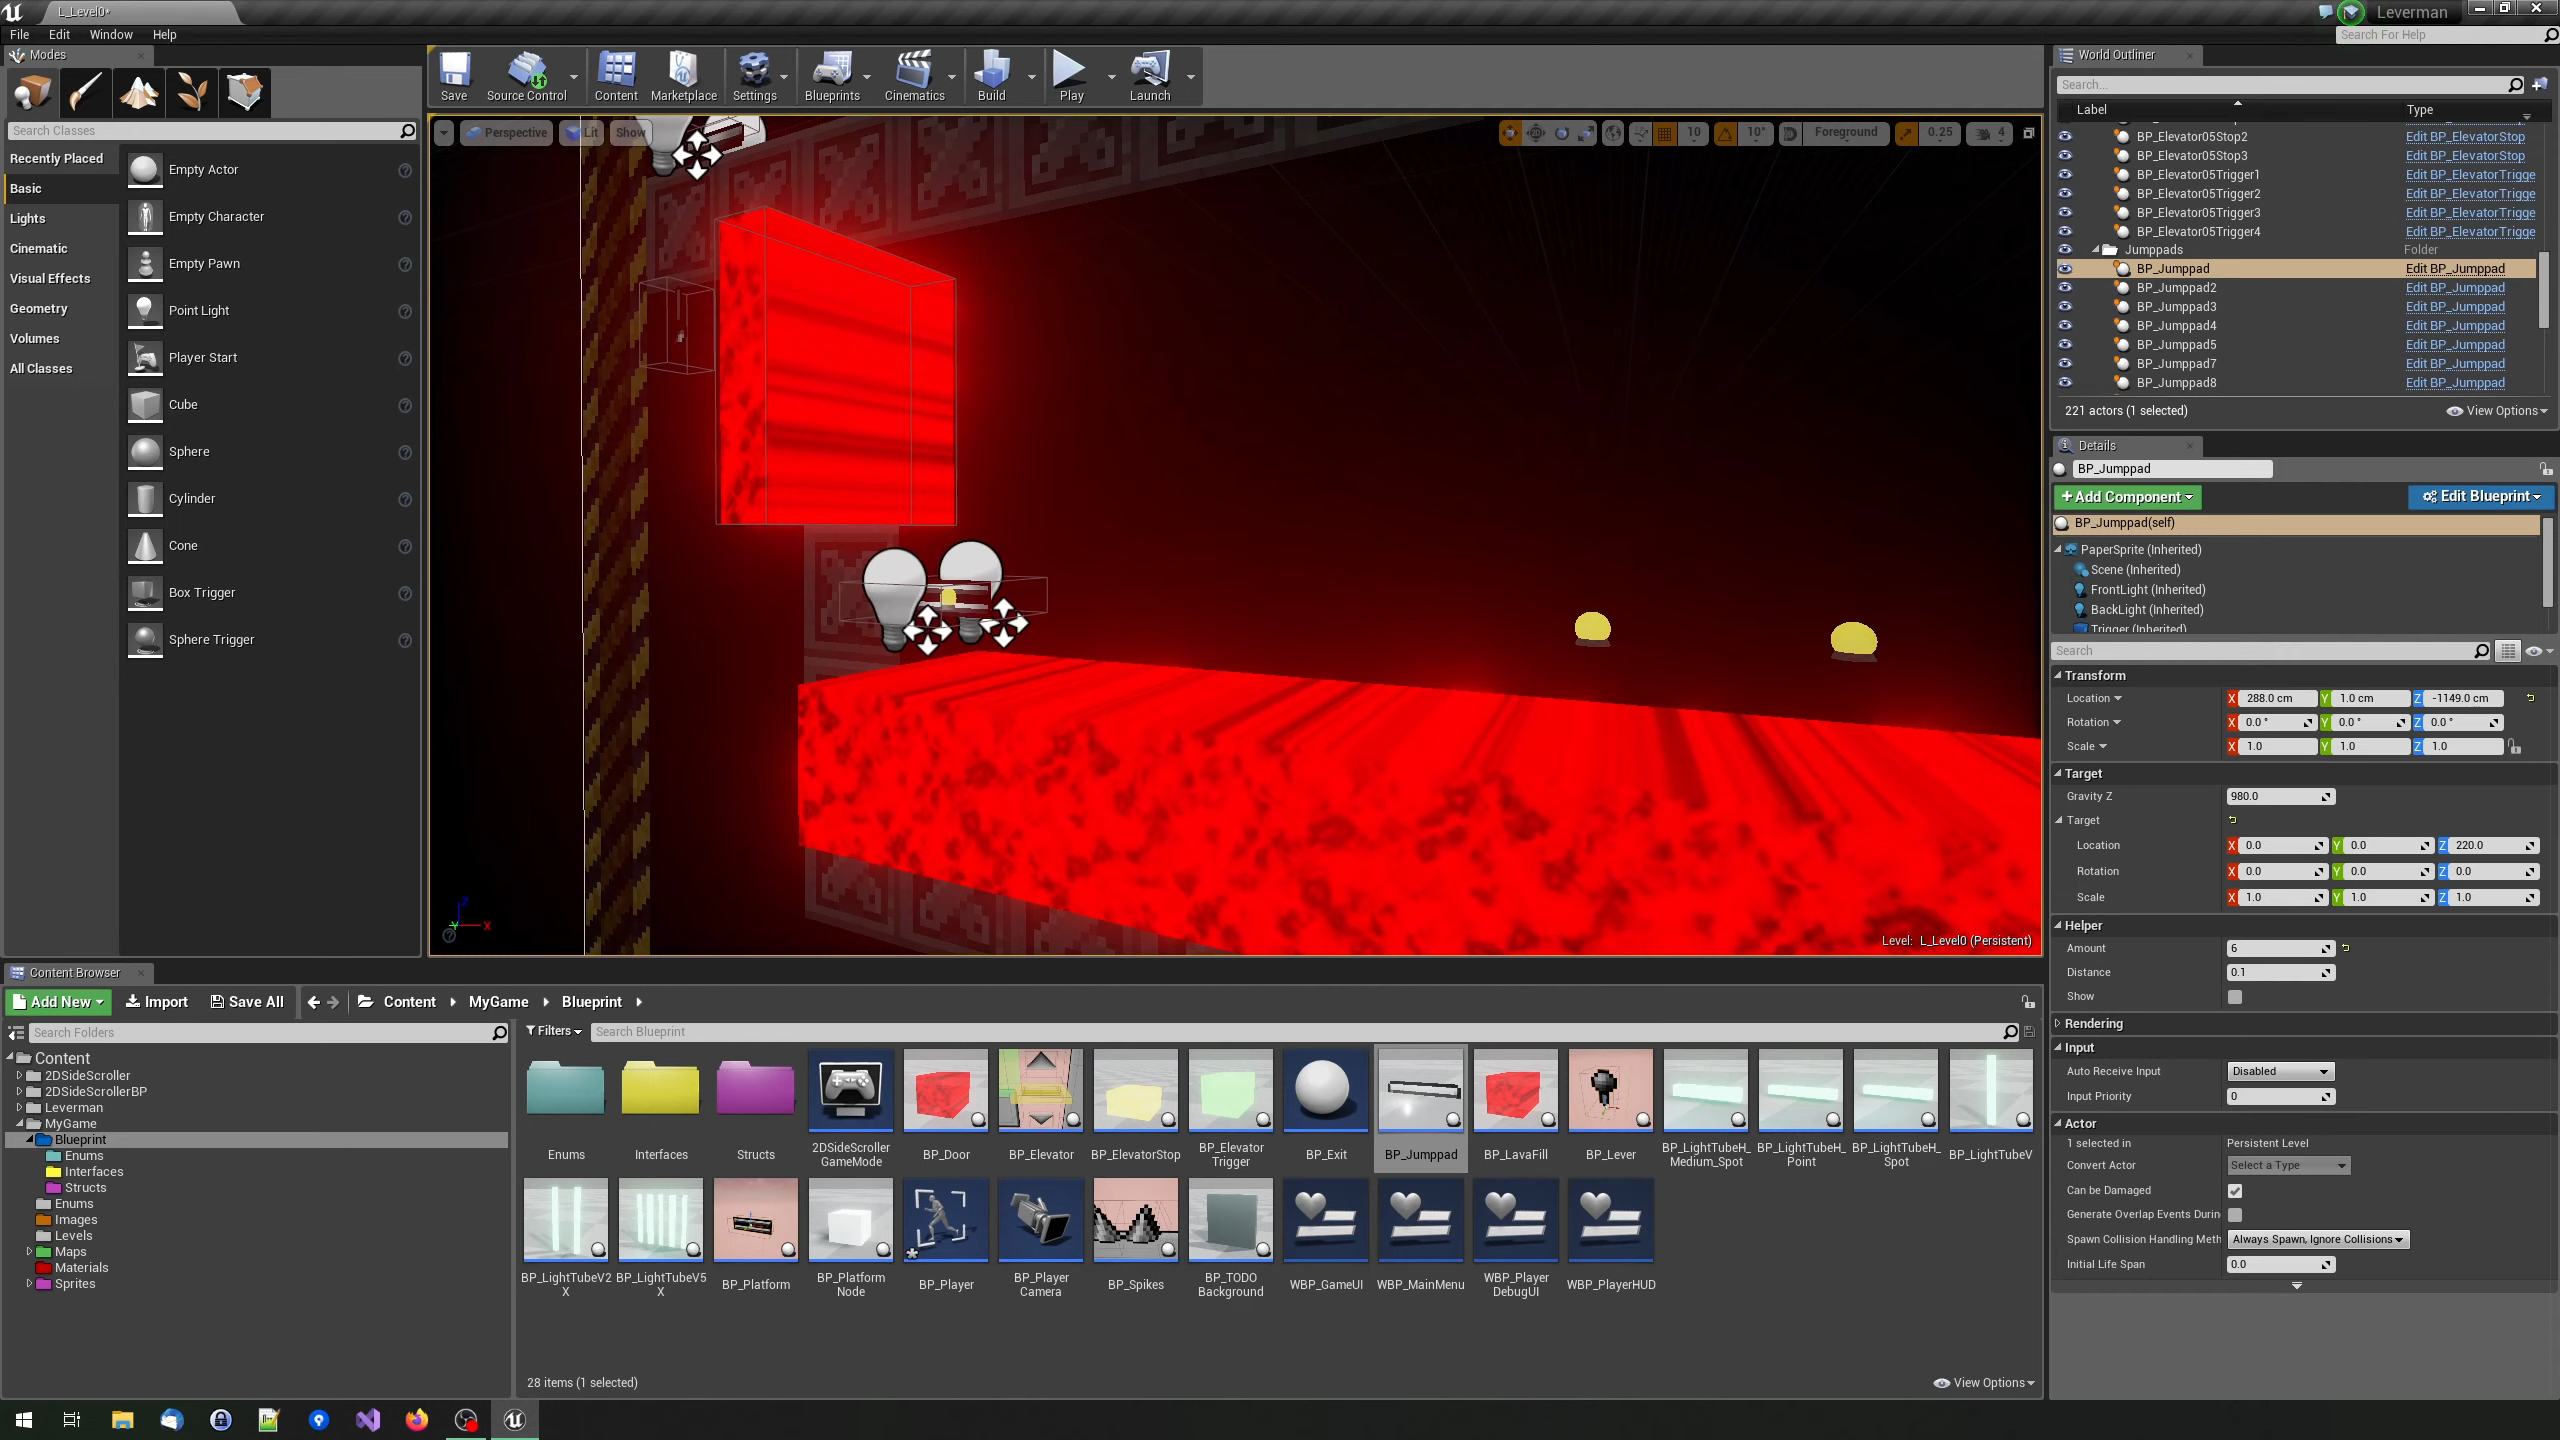 L_Level0*
Leverman
File Edit Window Help
Search For Help
Modes
Search Classes
Recently Placed
Basic
Lights
Cinematic
Visual Effects
Geometry
Volumes
All Classes
Empty Actor
Empty Character
Empty Pawn
Point Light
Player Start
Cube
Sphere
Cylinder
Cone
Box Trigger
Sphere Trigger
Save
Source Control
Content
Marketplace
Settings
Blueprints
Cinematics
Build
Play
Launch
Perspective
Lit
Show
10
10°
Foreground
0.25
4
Z
Y
X
Level: L_Level0 (Persistent)
World Outliner
Search...
Label Type
BP_Elevator05Stop2 Edit BP_ElevatorStop
BP_Elevator05Stop3 Edit BP_ElevatorStop
BP_Elevator05Trigger1 Edit BP_ElevatorTrigge
BP_Elevator05Trigger2 Edit BP_ElevatorTrigge
BP_Elevator05Trigger3 Edit BP_ElevatorTrigge
BP_Elevator05Trigger4 Edit BP_ElevatorTrigge
Jumppads Folder
BP_Jumppad Edit BP_Jumppad
BP_Jumppad2 Edit BP_Jumppad
BP_Jumppad3 Edit BP_Jumppad
BP_Jumppad4 Edit BP_Jumppad
BP_Jumppad5 Edit BP_Jumppad
BP_Jumppad7 Edit BP_Jumppad
BP_Jumppad8 Edit BP_Jumppad
221 actors (1 selected)
View Options
Details
BP_Jumppad
+Add Component
Edit Blueprint
BP_Jumppad(self)
PaperSprite (Inherited)
Scene (Inherited)
FrontLight (Inherited)
BackLight (Inherited)
Trigger (Inherited)
Search
Transform
Location X 288.0 cm Y 1.0 cm Z -1149.0 cm
Rotation X 0.0 ° Y 0.0 ° Z 0.0 °
Scale X 1.0 Y 1.0 Z 1.0
Target
Gravity Z 980.0
Target
Location X 0.0 Y 0.0 Z 220.0
Rotation X 0.0 Y 0.0 Z 0.0
Scale X 1.0 Y 1.0 Z 1.0
Helper
Amount 6
Distance 0.1
Show
Rendering
Input
Auto Receive Input Disabled
Input Priority 0
Actor
1 selected in Persistent Level
Convert Actor Select a Type
Can be Damaged
Generate Overlap Events Durin
Spawn Collision Handling Meth Always Spawn, Ignore Collisions
Initial Life Span 0.0
Content Browser
Add New
Import
Save All
Content
MyGame
Blueprint
Search Folders
Filters
Search Blueprint
Content
2DSideScroller
2DSideScrollerBP
Leverman
MyGame
Blueprint
Enums
Interfaces
Structs
Enums
Images
Levels
Maps
Materials
Sprites
Enums
Interfaces
Structs
2DSideScroller GameMode
BP_Door
BP_Elevator
BP_ElevatorStop
BP_Elevator Trigger
BP_Exit
BP_Jumppad
BP_LavaFill
BP_Lever
BP_LightTubeH_ Medium_Spot
BP_LightTubeH_ Point
BP_LightTubeH_ Spot
BP_LightTubeV
BP_LightTubeV2 X
BP_LightTubeV5 X
BP_Platform
BP_Platform Node
BP_Player
BP_Player Camera
BP_Spikes
BP_TODO Background
WBP_GameUI
WBP_MainMenu
WBP_Player DebugUI
WBP_PlayerHUD
28 items (1 selected)
View Options